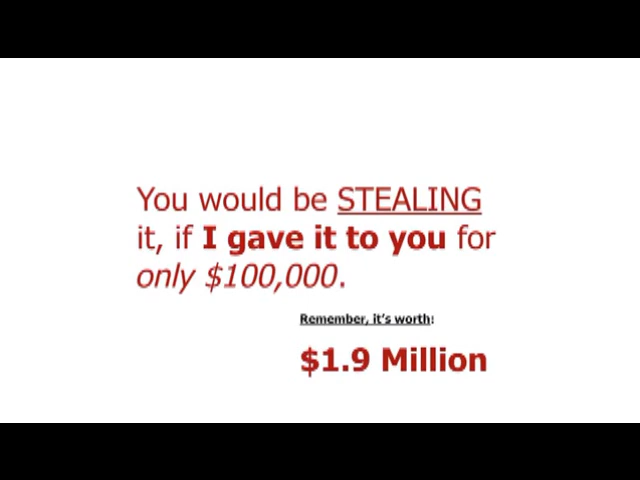 You would be STEALING
it, if I gave it to you for
only $100,000.
Remember, it's worth:
$1.9 Million